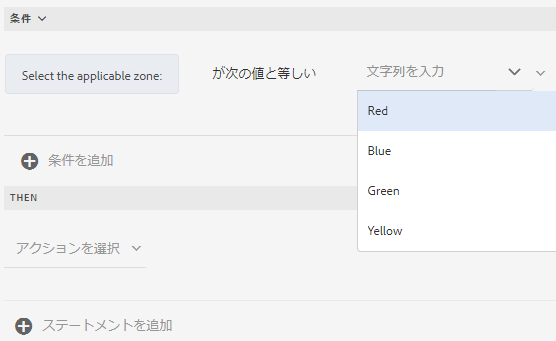 条件
Select the applicable zone: が次の値と等しい 文字列を入力
Red
Blue
Green
Yellow
条件を追加
THEN
アクションを選択
ステートメントを追加